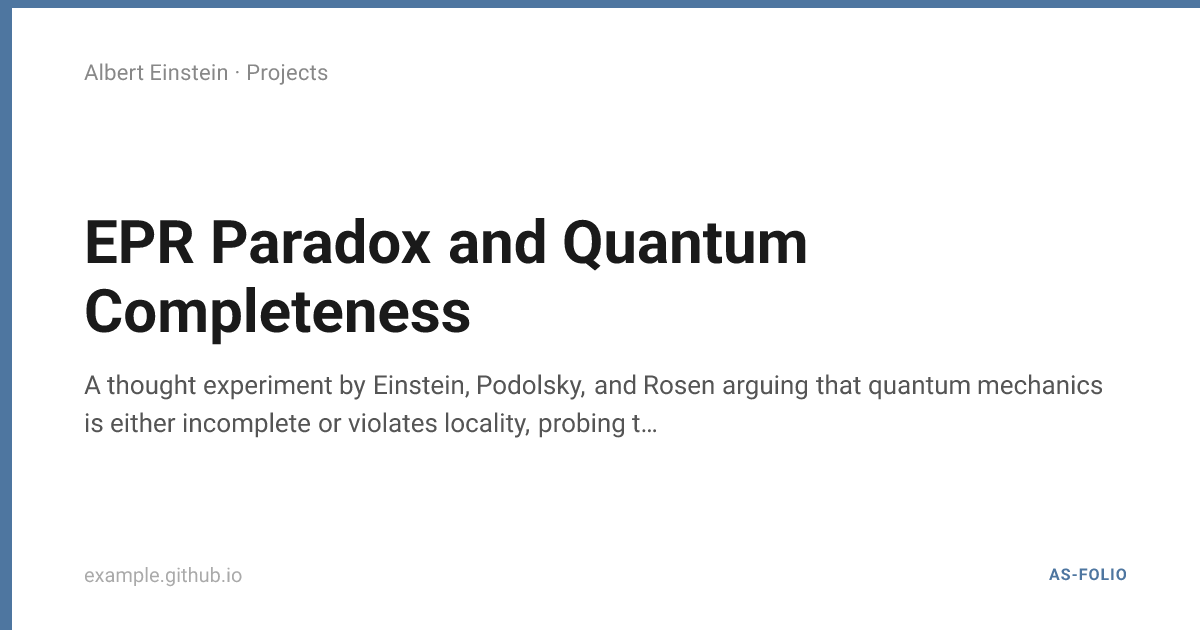 Albert Einstein · Projects
EPR Paradox and Quantum
Completeness
A thought experiment by Einstein, Podolsky, and Rosen arguing that quantum mechanics
is either incomplete or violates locality, probing t…
example.github.io
AS-FOLIO